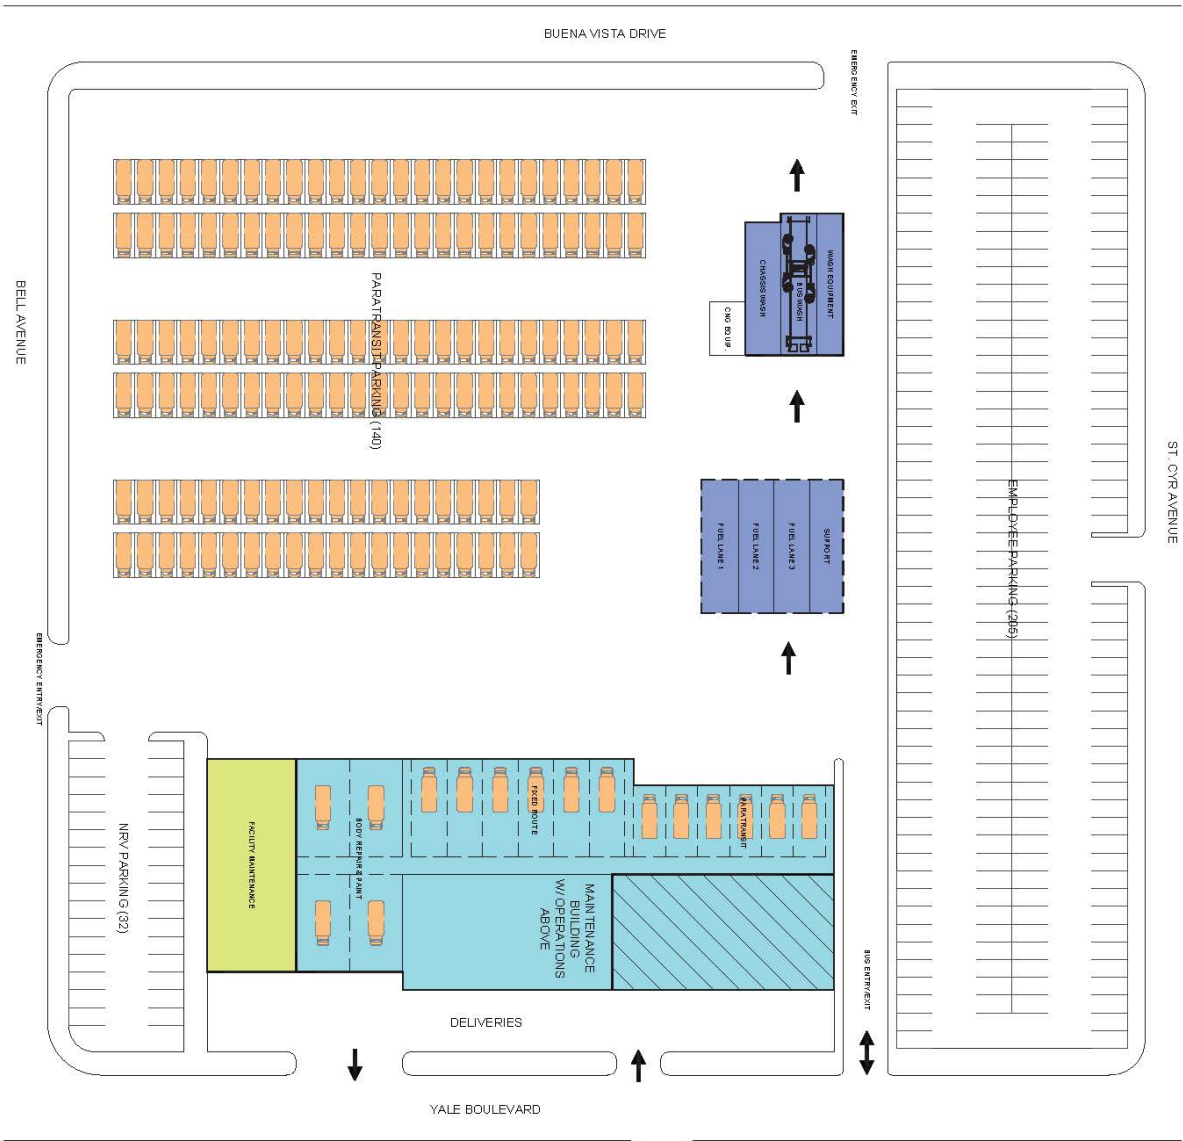 BUENA VISTA DRIVE
EMERGENCY EXIT
BELL AVENUE
PARATRANSIT PARKING (140)
CHASSIS WASH
BUS WASH
WASH EQUIPMENT
CNG EQUIP.
ST. CYR AVENUE
EMPLOYEE PARKING (205)
FUEL LANE 1
FUEL LANE 2
FUEL LANE 3
SUPPORT
EMERGENCY ENTRY/EXIT
NRV PARKING (32)
FACILITY MAINTENANCE
BODY REPAIR & PAINT
FIXED ROUTE
PARATRANSIT
MAINTENANCE
BUILDING
W/ OPERATIONS
ABOVE
BUS ENTRY/EXIT
DELIVERIES
YALE BOULEVARD